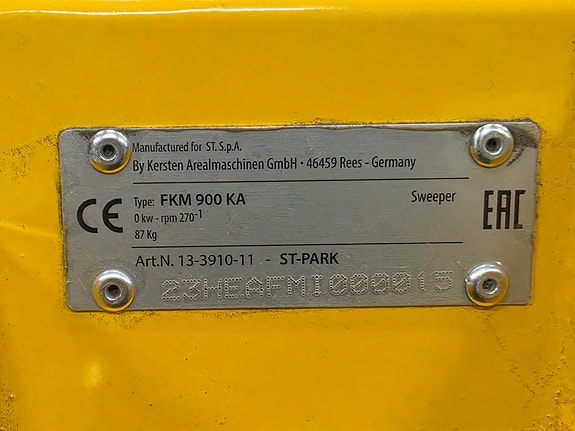 Manufactured for ST. S.p.A.
By Kersten Arealmaschinen GmbH · 46459 Rees - Germany
CE
Type: FKM 900 KA Sweeper
0 kw - rpm 270⁻¹
87 Kg
EAC
Art.N. 13-3910-11 - ST-PARK
23HEAFMI000015